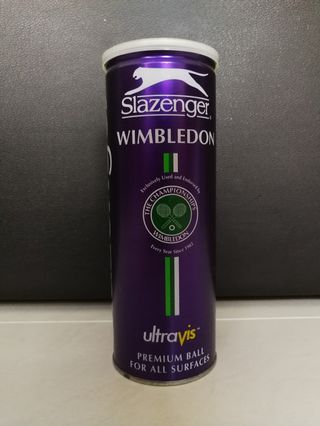 Slazenger®
WIMBLEDON
Exclusively Used and Endorsed by
THE CHAMPIONSHIPS
WIMBLEDON
Every Year Since 1902
ultravis™
PREMIUM BALL
FOR ALL SURFACES